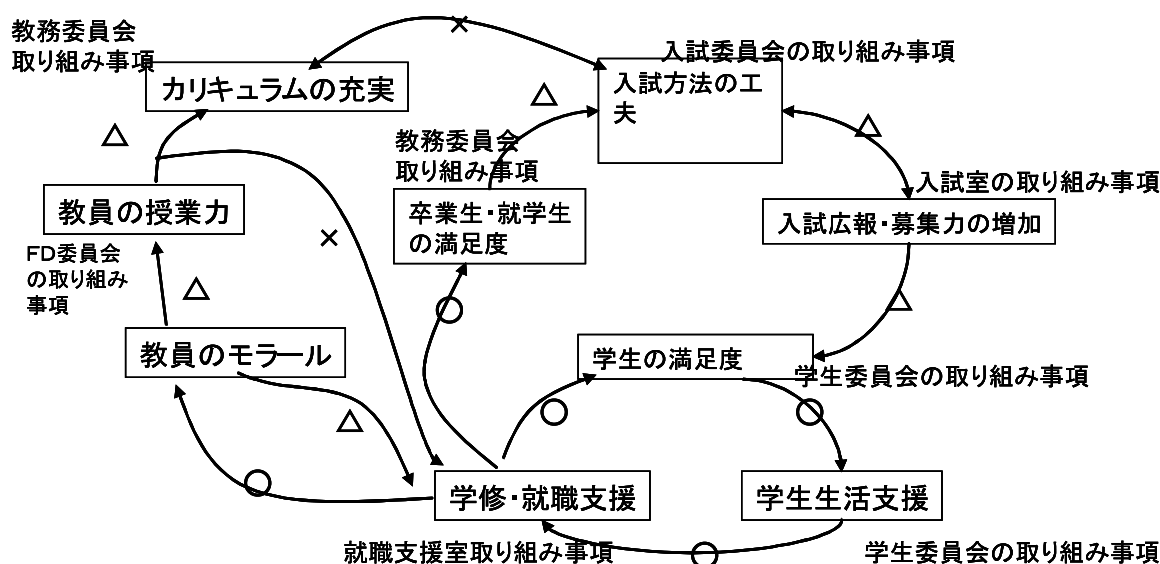 教務委員会
取り組み事項
カリキュラムの充実
×
入試委員会の取り組み事項
入試方法の工
夫
△
△
△
教務委員会
取り組み事項
卒業生・就学生
の満足度
入試室の取り組み事項
入試広報・募集力の増加
教員の授業力
×
FD委員会
の取り組み
事項
△
○
△
教員のモラール
学生の満足度
学生委員会の取り組み事項
△
○
○
○
学修・就職支援
学生生活支援
就職支援室取り組み事項
○
学生委員会の取り組み事項